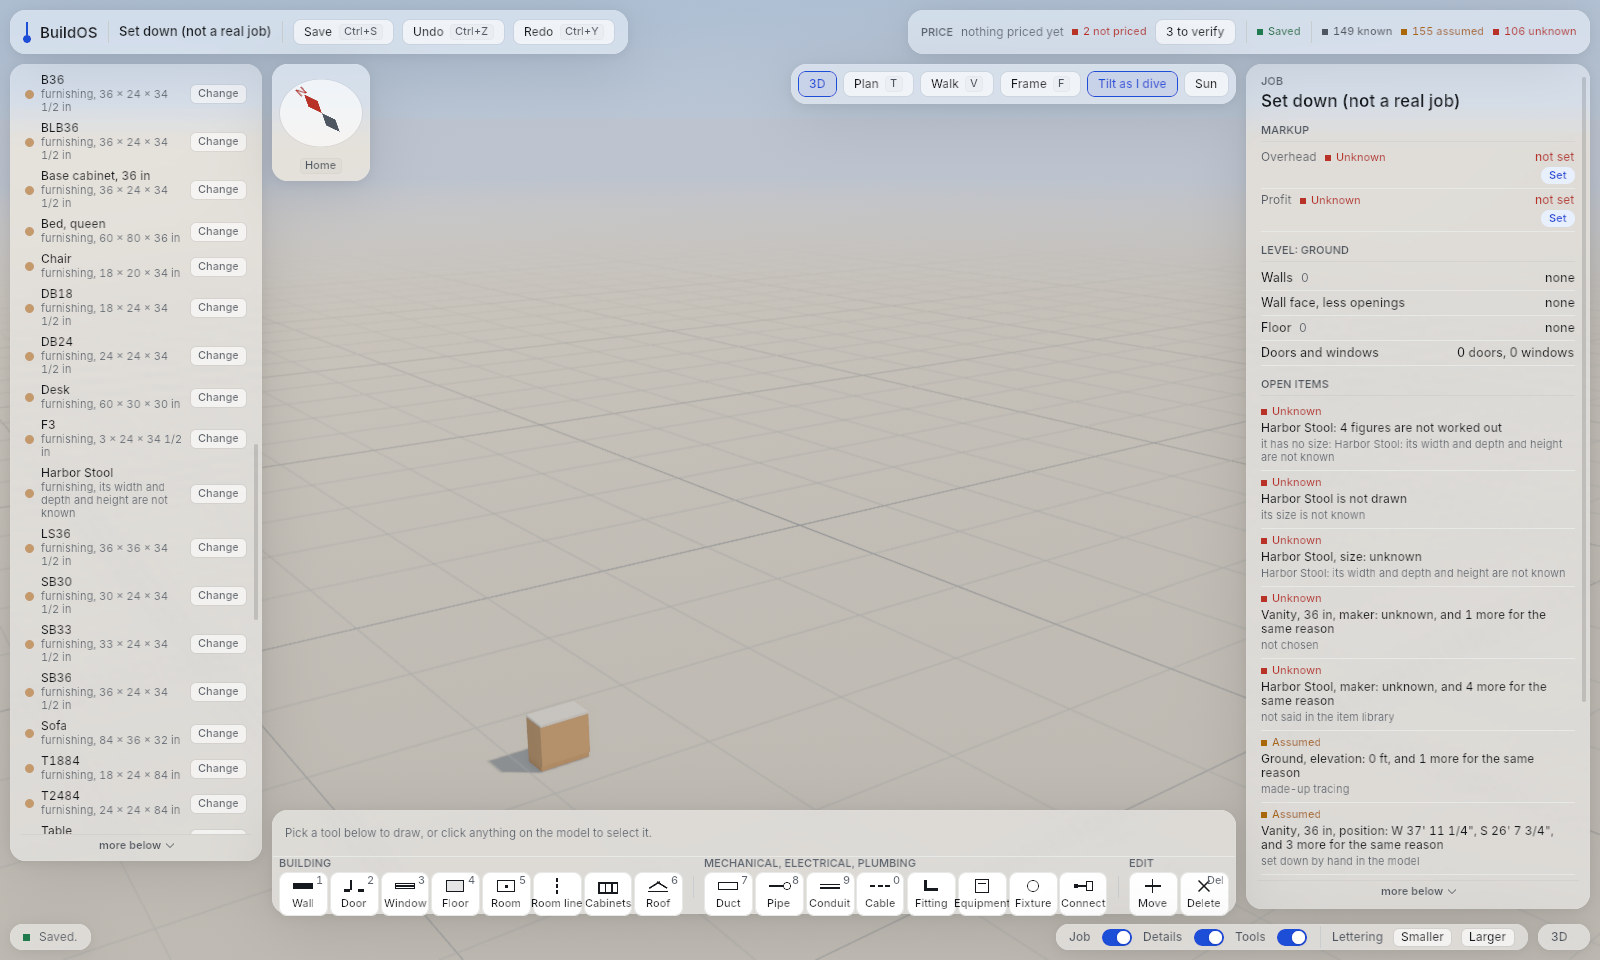 BuildOS
Set down (not a real job)
Save Ctrl+S
Undo Ctrl+Z
Redo Ctrl+Y
PRICE nothing priced yet 2 not priced 3 to verify Saved 149 known 155 assumed 106 unknown
B36
furnishing, 36 × 24 × 34
1/2 in
Change
BLB36
furnishing, 36 × 24 × 34
1/2 in
Change
Base cabinet, 36 in
furnishing, 36 × 24 × 34
1/2 in
Change
Bed, queen
furnishing, 60 × 80 × 36 in
Change
Chair
furnishing, 18 × 20 × 34 in
Change
DB18
furnishing, 18 × 24 × 34
1/2 in
Change
DB24
furnishing, 24 × 24 × 34
1/2 in
Change
Desk
furnishing, 60 × 30 × 30 in
Change
F3
furnishing, 3 × 24 × 34 1/2
in
Change
Harbor Stool
furnishing, its width and
depth and height are not
known
Change
LS36
furnishing, 36 × 36 × 34
1/2 in
Change
SB30
furnishing, 30 × 24 × 34
1/2 in
Change
SB33
furnishing, 33 × 24 × 34
1/2 in
Change
SB36
furnishing, 36 × 24 × 34
1/2 in
Change
Sofa
furnishing, 84 × 36 × 32 in
Change
T1884
furnishing, 18 × 24 × 84 in
Change
T2484
furnishing, 24 × 24 × 84 in
Change
Table
more below
N
Home
3D
Plan T
Walk V
Frame F
Tilt as I dive
Sun
JOB
Set down (not a real job)
MARKUP
Overhead Unknown not set
Set
Profit Unknown not set
Set
LEVEL: GROUND
Walls 0 none
Wall face, less openings none
Floor 0 none
Doors and windows 0 doors, 0 windows
OPEN ITEMS
Unknown
Harbor Stool: 4 figures are not worked out
it has no size: Harbor Stool: its width and depth and height
are not known
Unknown
Harbor Stool is not drawn
its size is not known
Unknown
Harbor Stool, size: unknown
Harbor Stool: its width and depth and height are not known
Unknown
Vanity, 36 in, maker: unknown, and 1 more for the
same reason
not chosen
Unknown
Harbor Stool, maker: unknown, and 4 more for the
same reason
not said in the item library
Assumed
Ground, elevation: 0 ft, and 1 more for the same
reason
made-up tracing
Assumed
Vanity, 36 in, position: W 37' 11 1/4", S 26' 7 3/4",
and 3 more for the same reason
set down by hand in the model
more below
Pick a tool below to draw, or click anything on the model to select it.
BUILDING
1 Wall
2 Door
3 Window
4 Floor
5 Room
Room line
Cabinets
6 Roof
MECHANICAL, ELECTRICAL, PLUMBING
7 Duct
8 Pipe
9 Conduit
0 Cable
Fitting
Equipment
Fixture
Connect
EDIT
Move
Del Delete
Saved.
Job
Details
Tools
Lettering Smaller Larger
3D